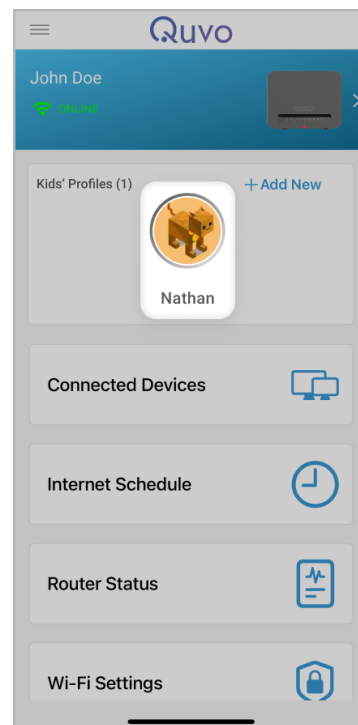 Quvo
John Doe
ONLINE
Kids' Profiles (1)
+Add New
Nathan
Connected Devices
Internet Schedule
Router Status
Wi-Fi Settings